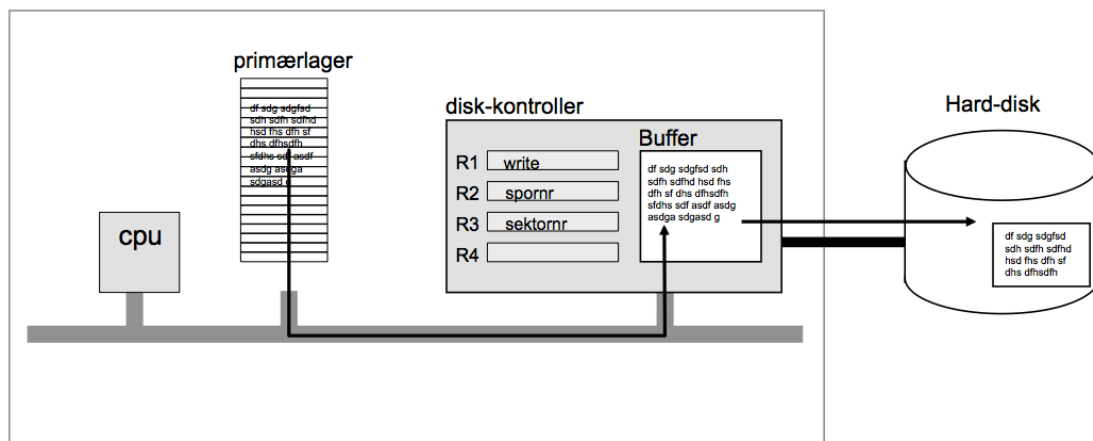 primærlager
df sdg sdgfsd
sdh sdfh sdfhd
hsd fhs dfh sf
dhs dfhsdfh
sfdhs sdf asdf
asdg asdga
sdgasd g
cpu
disk-kontroller
Buffer
R1 write
R2 spornr
R3 sektornr
R4
df sdg sdgfsd sdh
sdfh sdfhd hsd fhs
dfh sf dhs dfhsdfh
sfdhs sdf asdf asdg
asdga sdgasd g
Hard-disk
df sdg sdgfsd
sdh sdfh sdfhd
hsd fhs dfh sf
dhs dfhsdfh